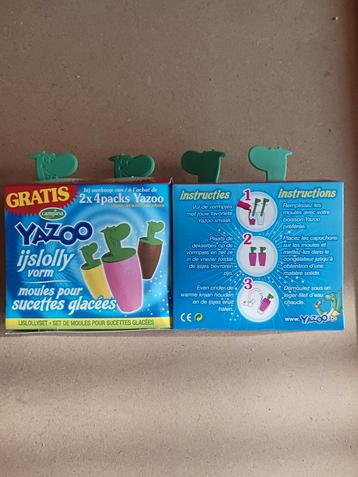 GRATIS
campina
bij aankoop van / à l'achat de
2x 4packs Yazoo
YAZOO
ijslolly
vorm
moules pour
sucettes glacées
IJSLOLLYSET - SET DE MOULES POUR SUCETTES GLACÉES
instructies
1
instructions
Vul de vormpjes
met jouw favoriete
Yazoo smaak.
Remplissez les
moules avec votre
boisson Yazoo
préférée.
Plaats de
dekseltjes op de
vormpjes en zet
ze in de vriezer totdat
de ijsjes bevroren
zijn.
2
Placez les capuchons
sur les moules et
mettez-les dans le
congélateur jusqu'à
obtention d'une
matière solide.
Even onder de
warme kraan houden
en de ijsjes eruit
halen.
3
Démoulez sous un
léger filet d'eau
chaude.
CE
www.YAZOO.be